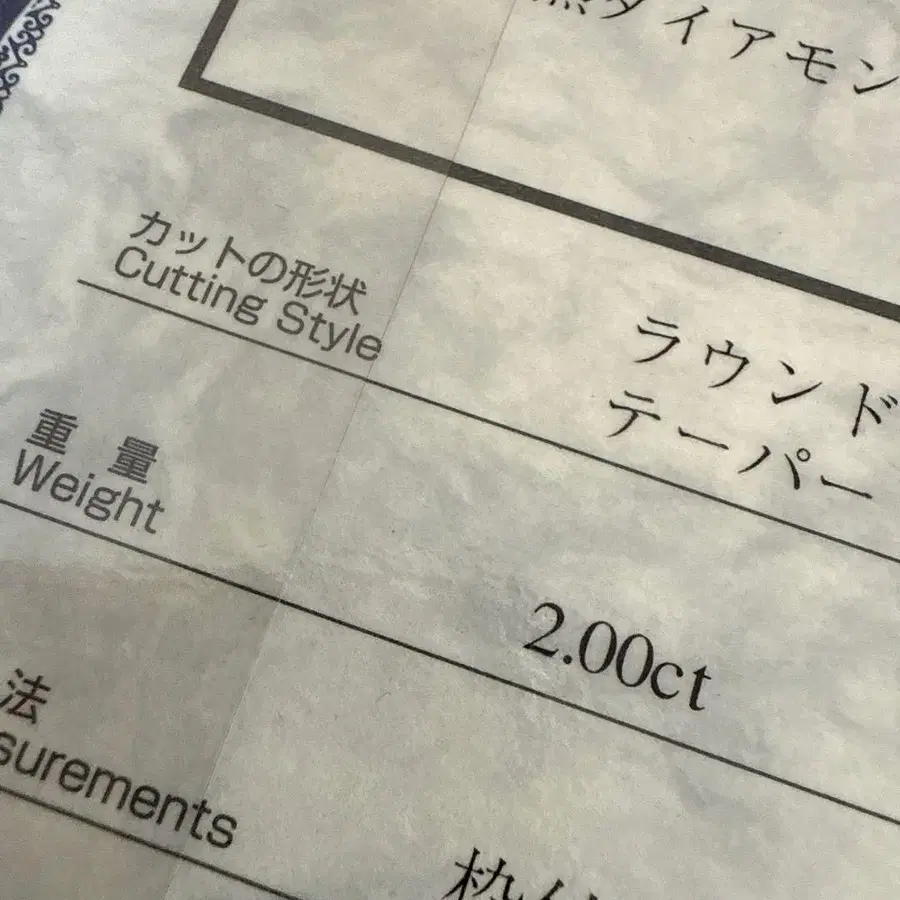 ダイアモン
カットの形状
Cutting Style
ラウンド
テーパー
重 量
Weight
2.00ct
法
surements
枠